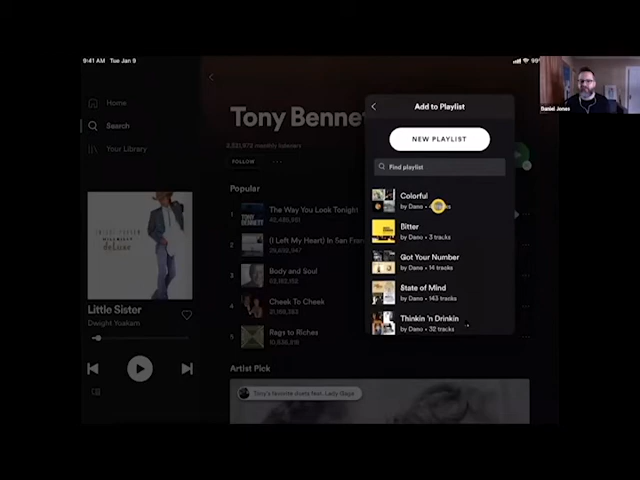 9:41 AM Tue Jan 9
99%
Daniel Jones
Home
Search
Your Library
Little Sister
Dwight Yoakam
Tony Bennet
monthly listeners
FOLLOW
Popular
1 The Way You Look Tonight
2 (I Left My Heart) In San Fran
3 Body and Soul
4 Cheek To Cheek
5 Rags to Riches
Artist Pick
Tony's favorite duets feat. Lady Gaga
Add to Playlist
NEW PLAYLIST
Find playlist
Colorful
by Dano •
Bitter
by Dano • 3 tracks
Got Your Number
by Dano • 14 tracks
State of Mind
by Dano • 143 tracks
Thinkin 'n Drinkin
by Dano • 32 tracks